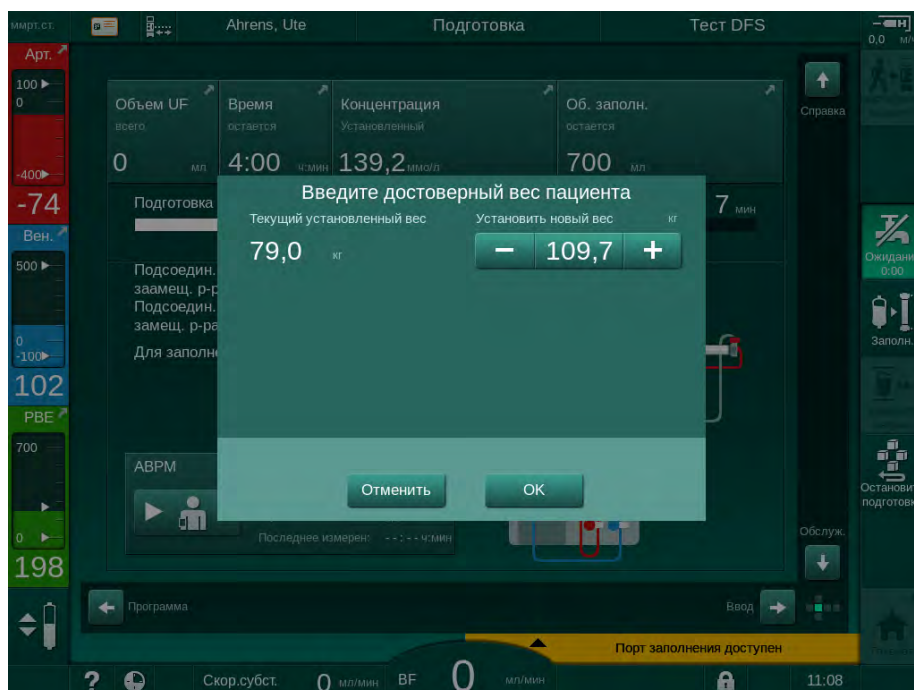 ммрт.ст.
Ahrens, Ute
Подготовка
Тест DFS
0,0 м/ч
Арт.
100
0
-400
-74
Вен.
500
0
-100
102
PBE
700
0
198
Объем UF
всего
0 мл
Время
остается
4:00 ч:мин
Концентрация
Установленный
139,2 ммо/л
Об. заполн.
остается
700 мл
Справка
Введите достоверный вес пациента
Текущий установленный вес
79,0 кг
Установить новый вес кг
− 109,7 +
Отменить
OK
Подготовка
7 мин
Подсоедин.
заамещ. р-р
Подсоедин.
замещ. р-ра
Для заполне
ABPM
Последнее измерен: --:-- ч:мин
Ожидани
0:00
Заполн.
Останови
подготовк
Обслуж.
Программа
Ввод
Порт заполнения доступен
?
Скор.субст. 0 мл/мин
BF 0 мл/мин
11:08